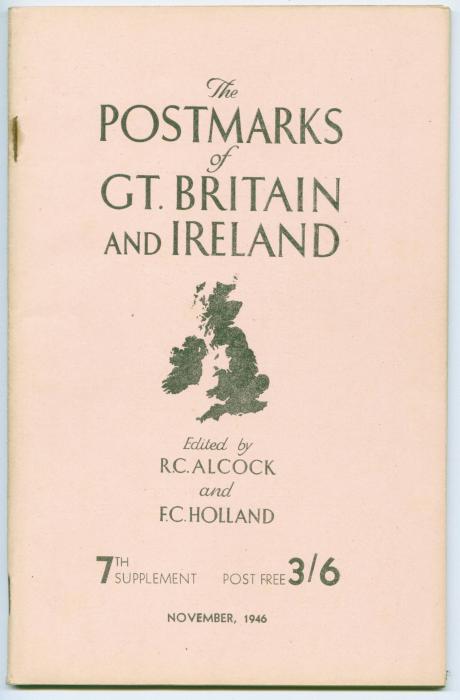 The
POSTMARKS
of
GT. BRITAIN
AND IRELAND
Edited by
R.C. ALCOCK
and
F.C. HOLLAND
7TH SUPPLEMENT POST FREE 3/6
NOVEMBER, 1946